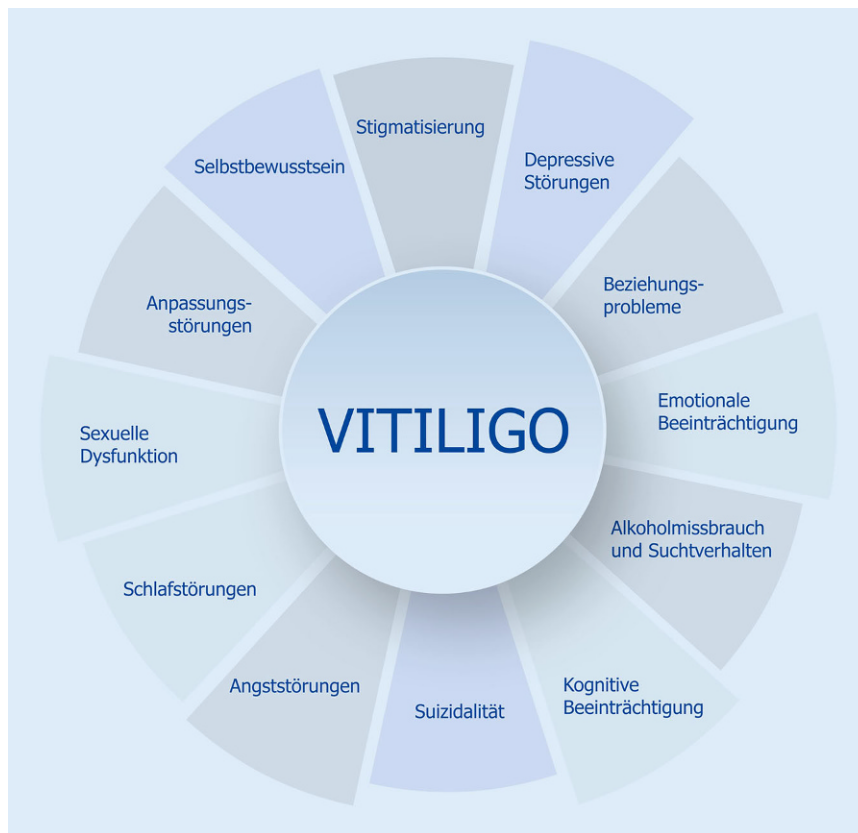 Stigmatisierung
Depressive
Störungen
Beziehungs-
probleme
Emotionale
Beeinträchtigung
Alkoholmissbrauch
und Suchtverhalten
Kognitive
Beeinträchtigung
Suizidalität
Angststörungen
Schlafstörungen
Sexuelle
Dysfunktion
Anpassungs-
störungen
Selbstbewusstsein
VITILIGO